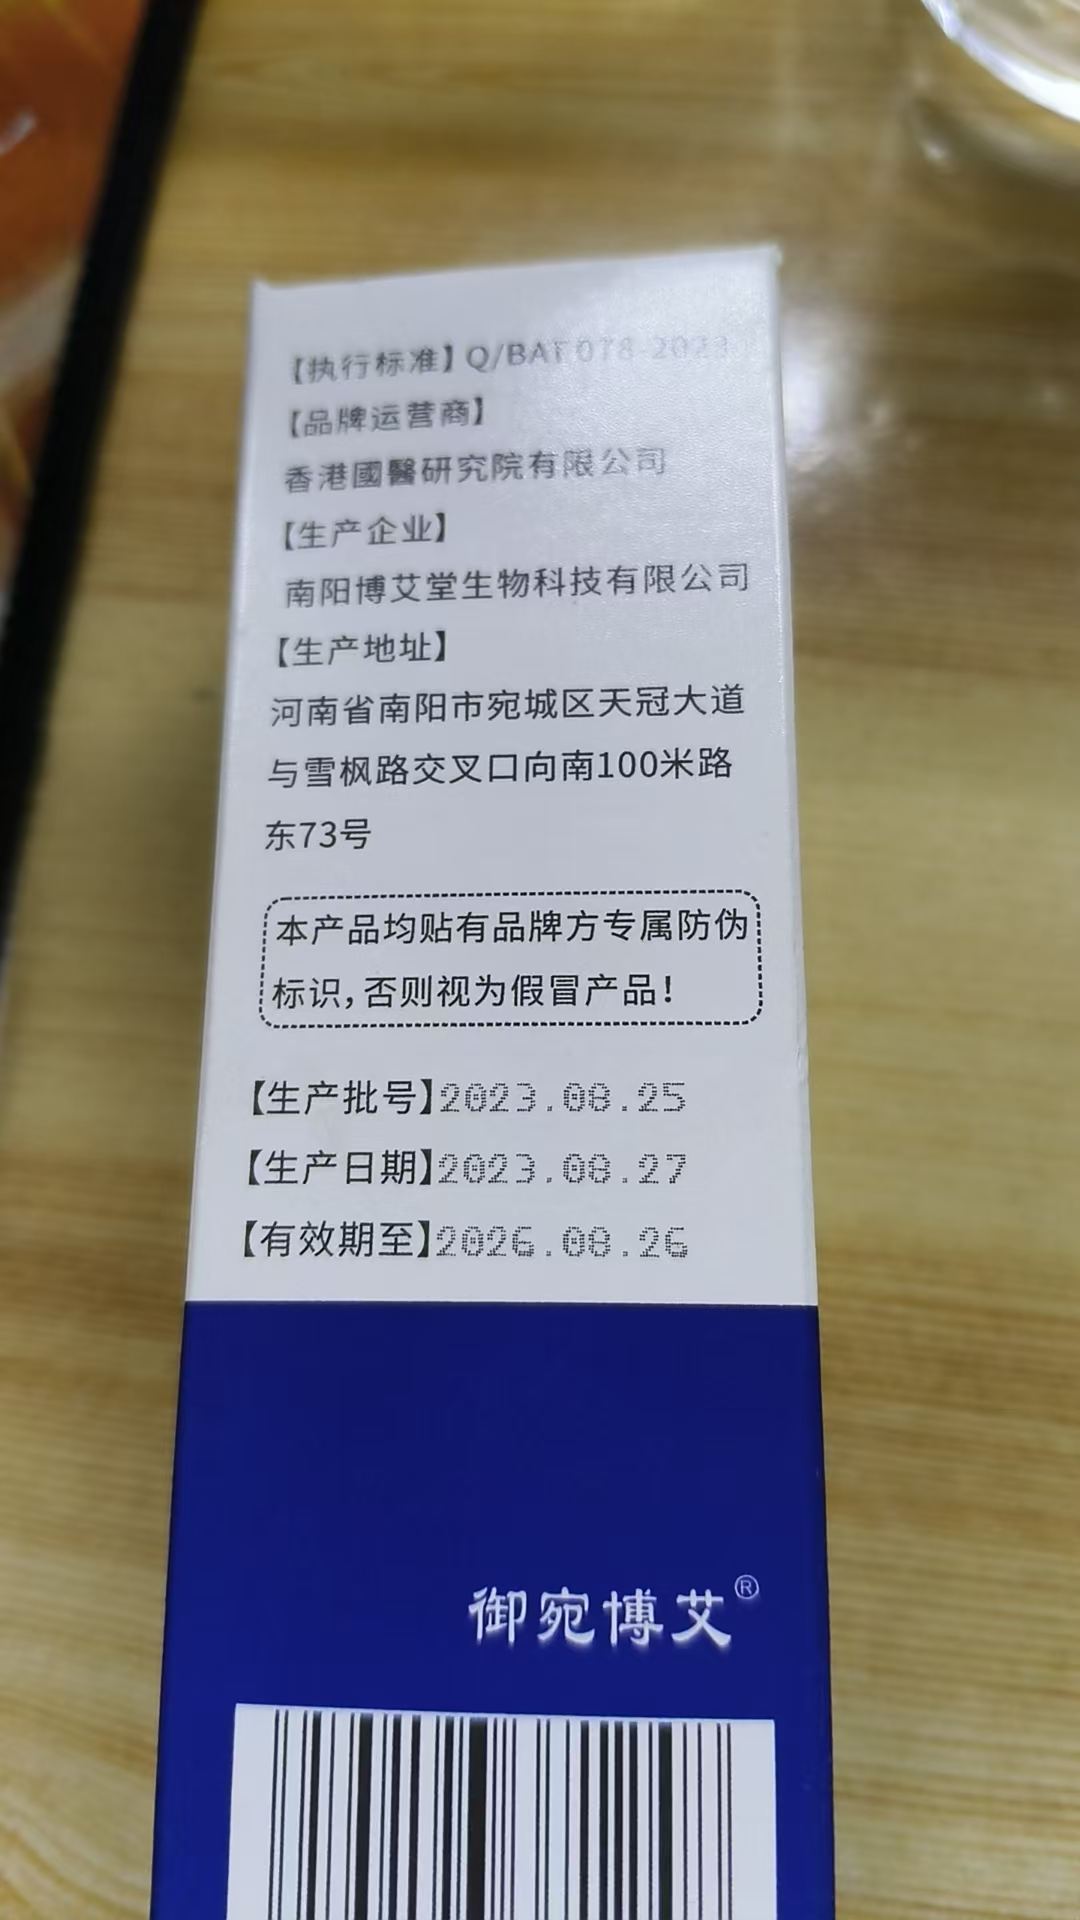 【执行标准】Q/BAT 078-2023
【品牌运营商】
香港國醫研究院有限公司
【生产企业】
南阳博艾堂生物科技有限公司
【生产地址】
河南省南阳市宛城区天冠大道
与雪枫路交叉口向南100米路
东73号
本产品均贴有品牌方专属防伪
标识，否则视为假冒产品！
【生产批号】2023.08.25
【生产日期】2023.08.27
【有效期至】2026.08.26
御宛博艾®